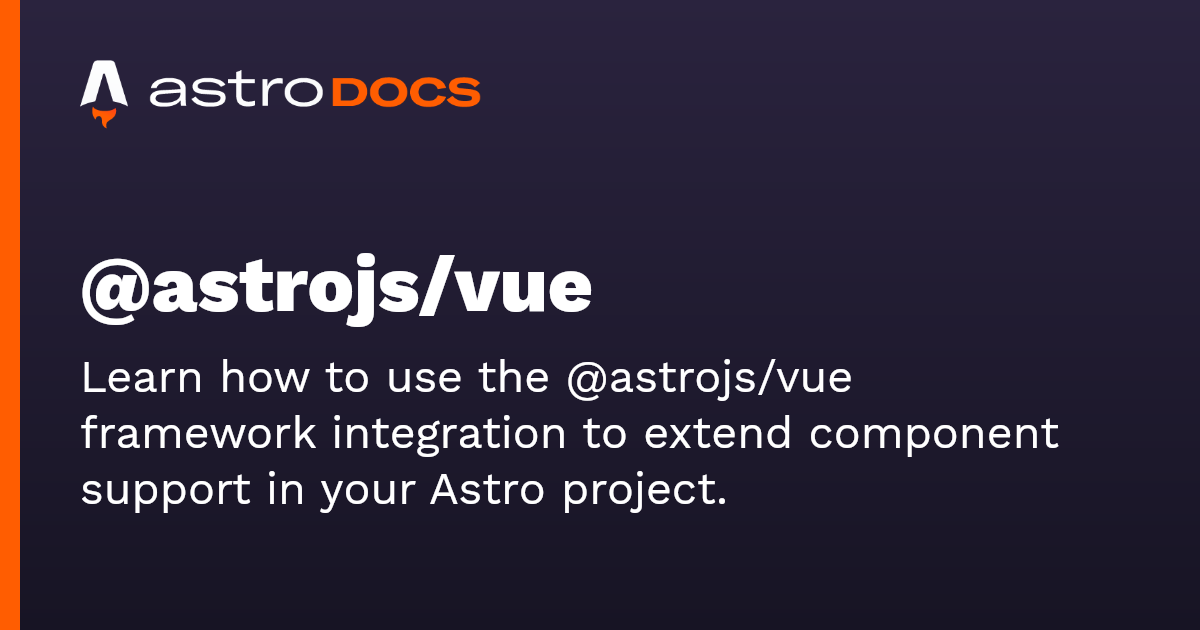 astro DOCS
@astrojs/vue
Learn how to use the @astrojs/vue
framework integration to extend component
support in your Astro project.